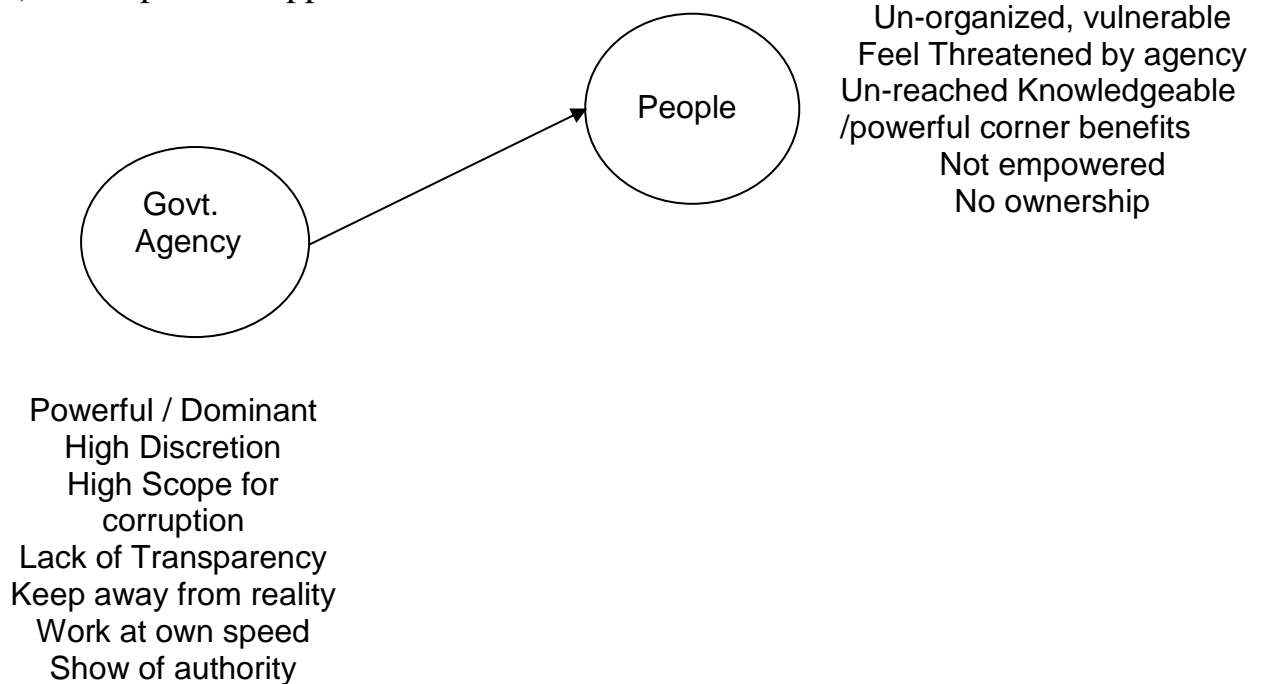 Un-organized, vulnerable
Feel Threatened by agency
Un-reached Knowledgeable
/powerful corner benefits
Not empowered
No ownership
People
Govt.
Agency
Powerful / Dominant
High Discretion
High Scope for
corruption
Lack of Transparency
Keep away from reality
Work at own speed
Show of authority